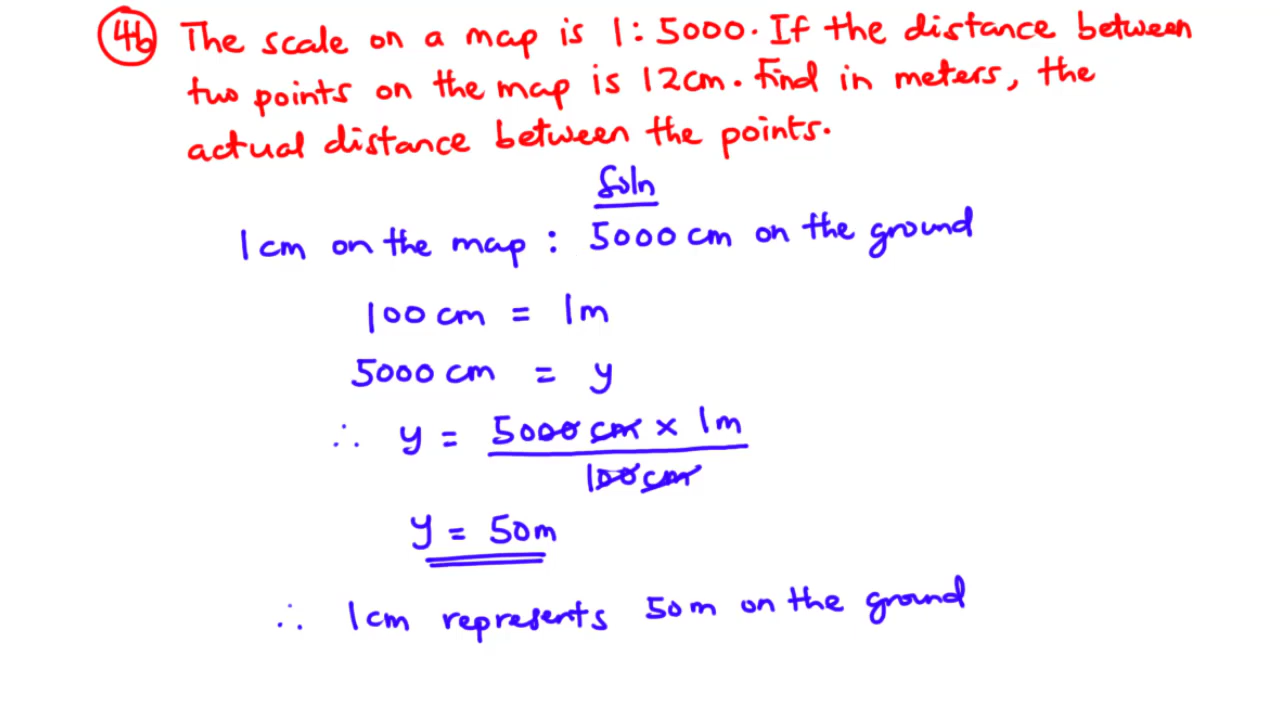 4b The scale on a map is 1 : 5000. If the distance between
two points on the map is 12cm. Find in meters, the
actual distance between the points.
Soln
1cm on the map : 5000 cm on the ground
100 cm = 1m
5000 cm = y
∴ y = 5000 cm × 1m
100 cm
y = 50m
∴ 1cm represents 50m on the ground